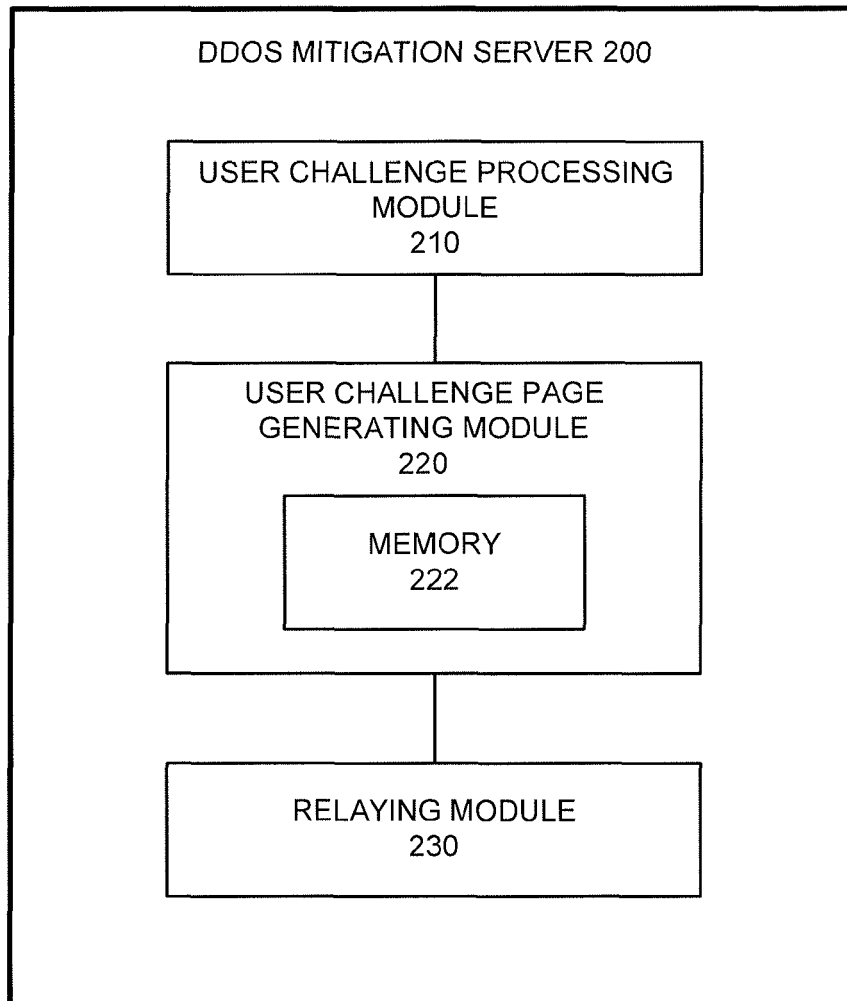 DDOS MITIGATION SERVER 200
USER CHALLENGE PROCESSING
MODULE
210
USER CHALLENGE PAGE
GENERATING MODULE
220
MEMORY
222
RELAYING MODULE
230